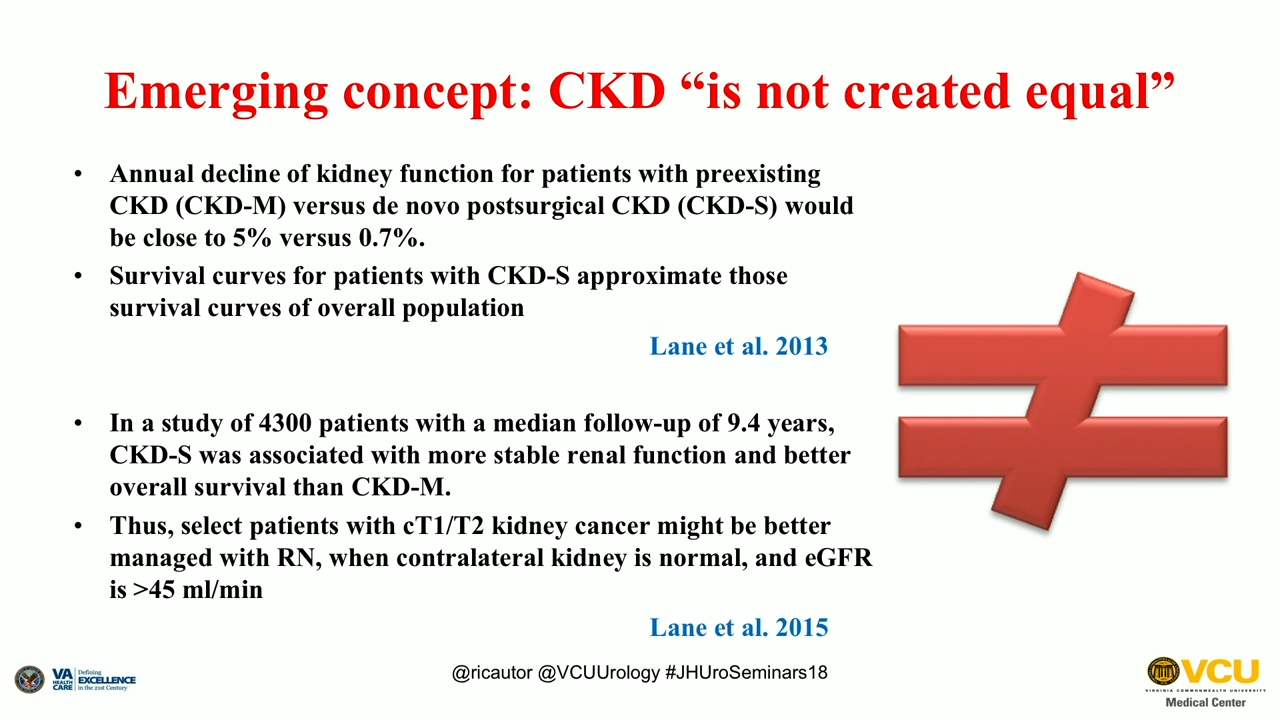 Emerging concept: CKD “is not created equal”
• Annual decline of kidney function for patients with preexisting
CKD (CKD-M) versus de novo postsurgical CKD (CKD-S) would
be close to 5% versus 0.7%.
• Survival curves for patients with CKD-S approximate those
survival curves of overall population
Lane et al. 2013
• In a study of 4300 patients with a median follow-up of 9.4 years,
CKD-S was associated with more stable renal function and better
overall survival than CKD-M.
• Thus, select patients with cT1/T2 kidney cancer might be better
managed with RN, when contralateral kidney is normal, and eGFR
is >45 ml/min
Lane et al. 2015
VA
HEALTH
CARE
Defining
EXCELLENCE
in the 21st Century
@ricautor @VCUUrology #JHUroSeminars18
VCU
VIRGINIA COMMONWEALTH UNIVERSITY
Medical Center